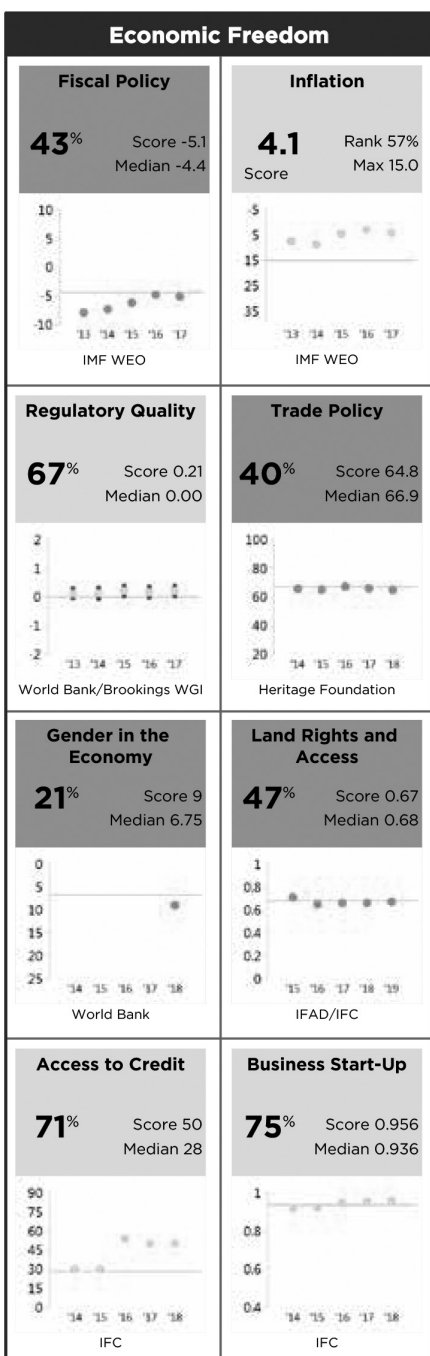 Economic Freedom
Fiscal Policy
43%
Score -5.1
Median -4.4
10
5
0
-5
-10
'13 '14 '15 '16 '17
IMF WEO
Inflation
4.1
Score
Rank 57%
Max 15.0
-5
5
15
25
35
'13 '14 '15 '16 '17
IMF WEO
Regulatory Quality
67%
Score 0.21
Median 0.00
2
1
0
-1
-2
'13 '14 '15 '16 '17
World Bank/Brookings WGI
Trade Policy
40%
Score 64.8
Median 66.9
100
80
60
40
20
'14 '15 '16 '17 '18
Heritage Foundation
Gender in the
Economy
21%
Score 9
Median 6.75
0
5
10
15
20
25
'14 '15 '16 '17 '18
World Bank
Land Rights and
Access
47%
Score 0.67
Median 0.68
1
0.8
0.6
0.4
0.2
0
'15 '16 '17 '18 '19
IFAD/IFC
Access to Credit
71%
Score 50
Median 28
90
75
60
45
30
15
0
'14 '15 '16 '17 '18
IFC
Business Start-Up
75%
Score 0.956
Median 0.936
1
0.8
0.6
0.4
'14 '15 '16 '17 '18
IFC